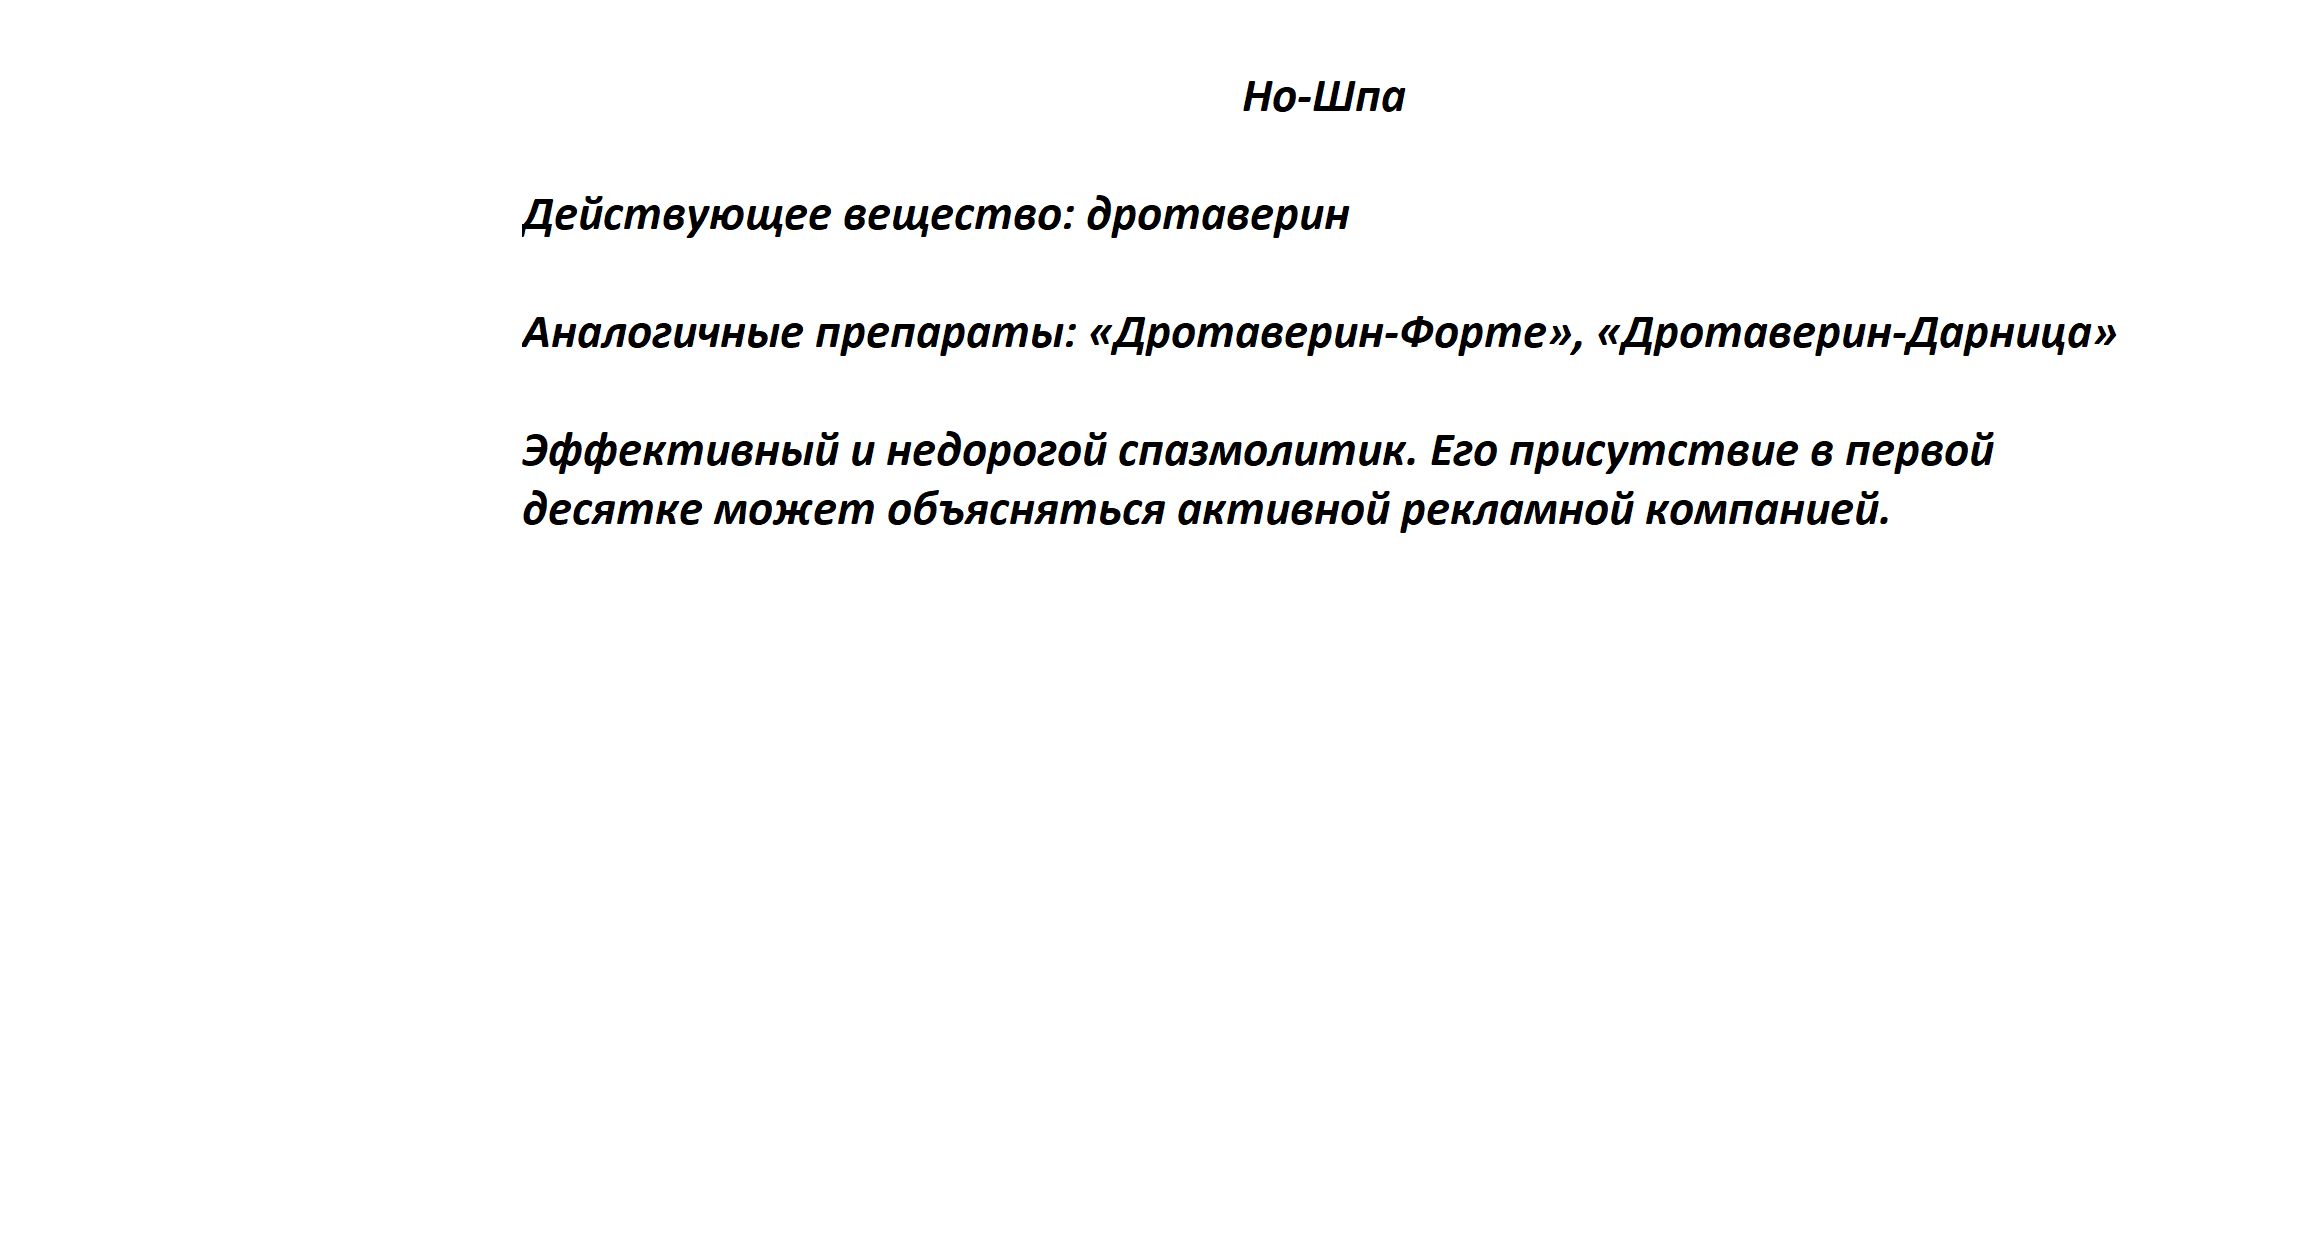 Но-Шпа
Действующее вещество: дротаверин
Аналогичные препараты: «Дротаверин-Форте», «Дротаверин-Дарница»
Эффективный и недорогой спазмолитик. Его присутствие в первой
десятке может объясняться активной рекламной компанией.